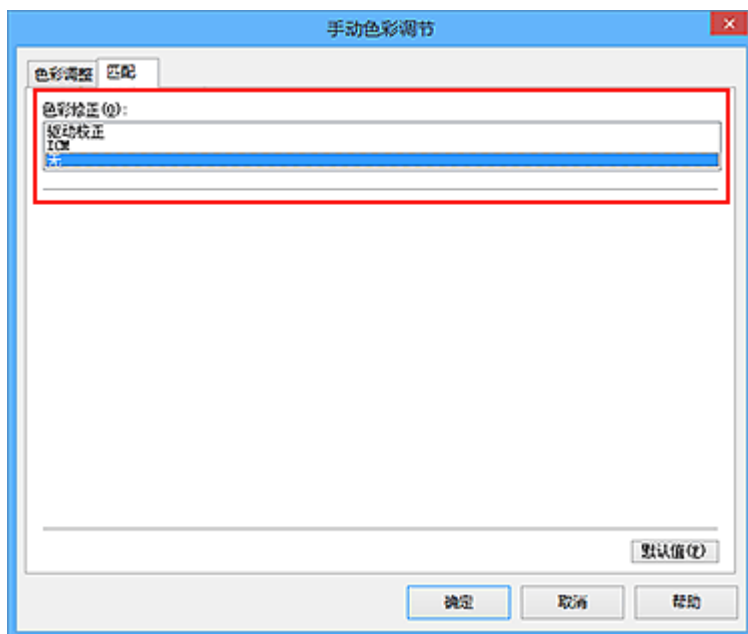 手动色彩调节
色彩调整 匹配
色彩修正(O):
驱动校正
ICM
无
默认值(F)
确定 取消 帮助